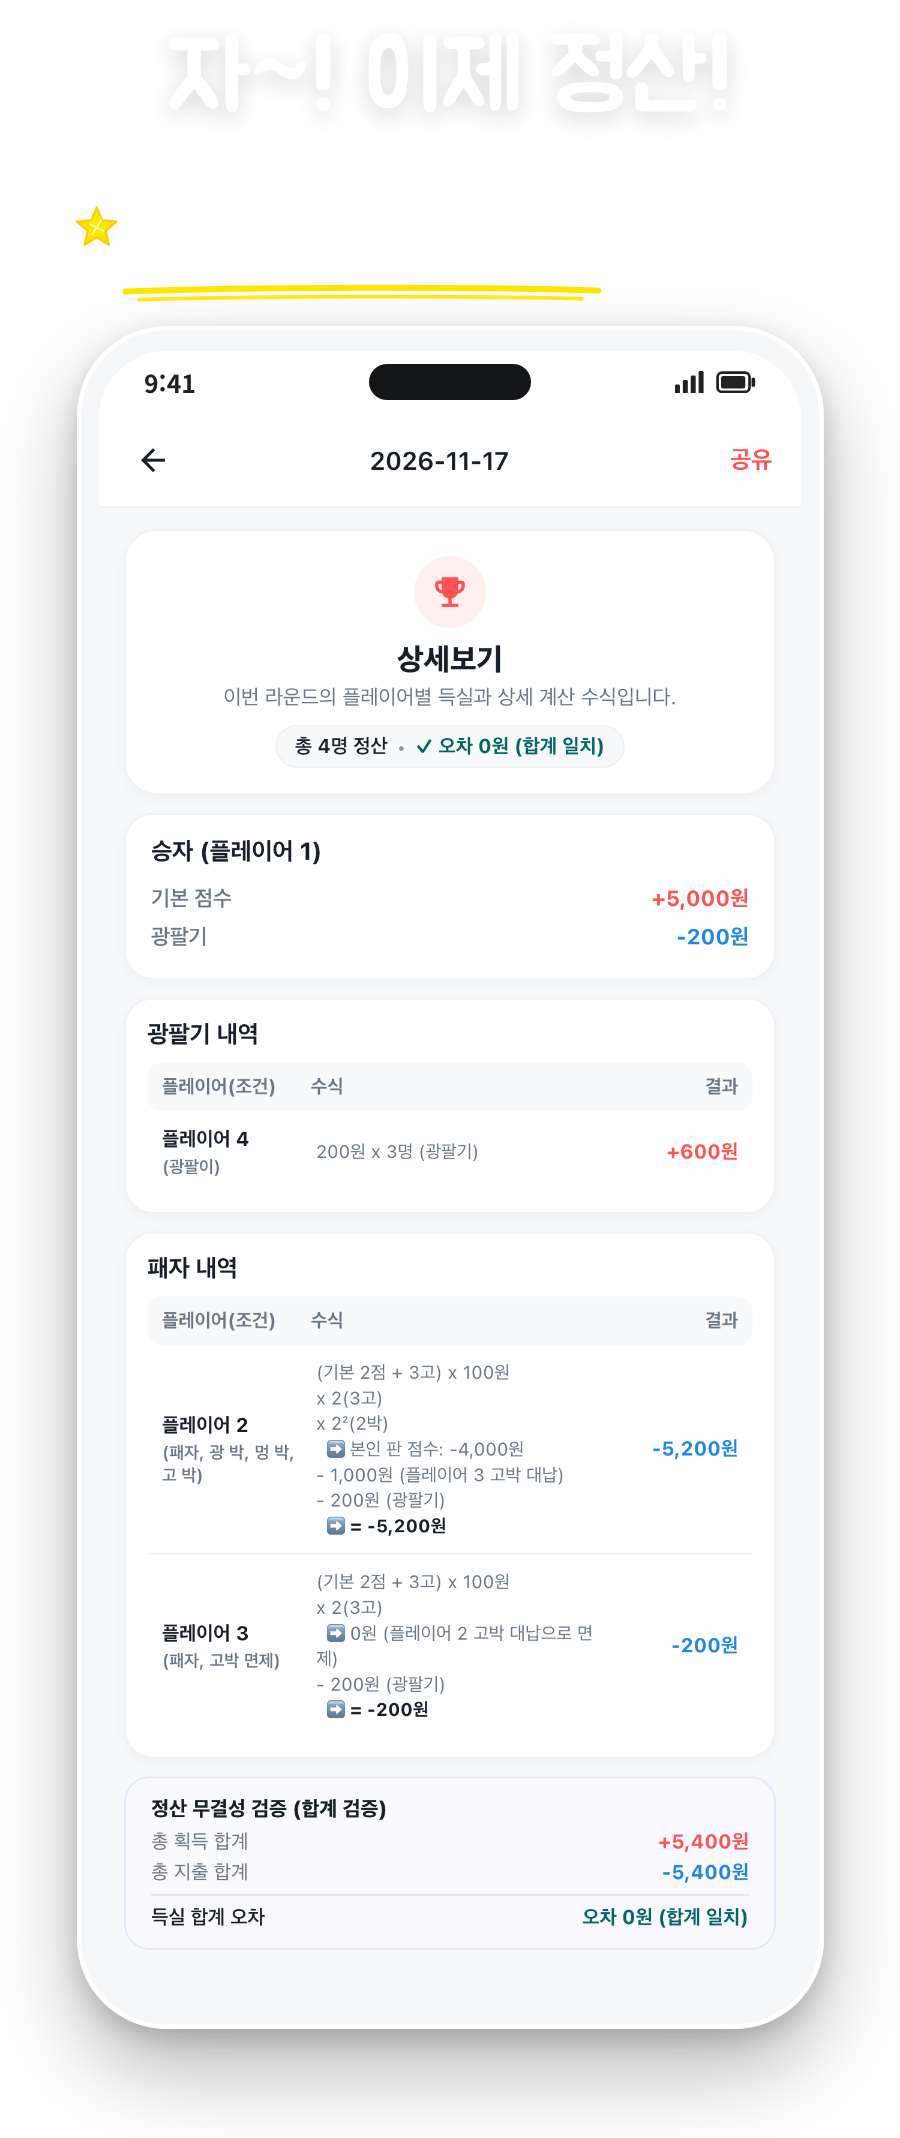 자~! 이제 정산!
9:41
2026-11-17
공유
상세보기
이번 라운드의 플레이어별 득실과 상세 계산 수식입니다.
총 4명 정산 • ✓ 오차 0원 (합계 일치)
승자 (플레이어 1)
기본 점수 +5,000원
광팔기 -200원
광팔기 내역
플레이어(조건) 수식 결과
플레이어 4
(광팔이)
200원 x 3명 (광팔기)
+600원
패자 내역
플레이어(조건) 수식 결과
플레이어 2
(패자, 광 박, 멍 박,
고 박)
(기본 2점 + 3고) x 100원
x 2(3고)
x 2²(2박)
➡ 본인 판 점수: -4,000원
- 1,000원 (플레이어 3 고박 대납)
- 200원 (광팔기)
➡ = -5,200원
-5,200원
플레이어 3
(패자, 고박 면제)
(기본 2점 + 3고) x 100원
x 2(3고)
➡ 0원 (플레이어 2 고박 대납으로 면
제)
- 200원 (광팔기)
➡ = -200원
-200원
정산 무결성 검증 (합계 검증)
총 획득 합계 +5,400원
총 지출 합계 -5,400원
득실 합계 오차 오차 0원 (합계 일치)